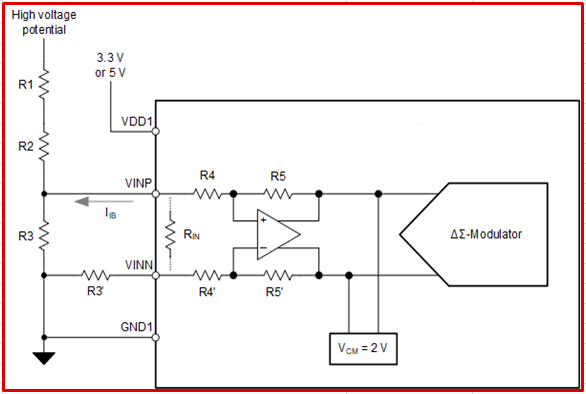 High voltage
potential
3.3 V
or 5 V
R1
VDD1
R2
R4
R5
VINP
IIB
+
R3
RIN
ΔΣ-Modulator
−
VINN
R3'
R4'
R5'
GND1
VCM = 2 V